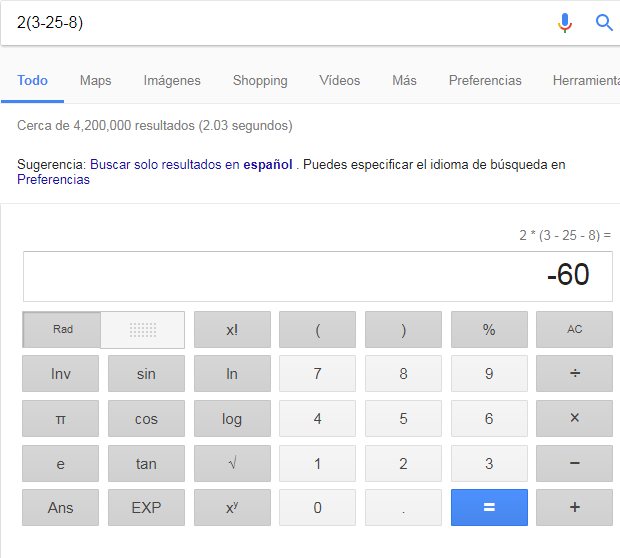 2(3-25-8)
Todo Maps Imágenes Shopping Vídeos Más Preferencias Herramienta
Cerca de 4,200,000 resultados (2.03 segundos)
Sugerencia: Buscar solo resultados en español . Puedes especificar el idioma de búsqueda en
Preferencias
2 * (3 - 25 - 8) =
-60
Rad x! ( ) % AC
Inv sin ln 7 8 9 ÷
π cos log 4 5 6 ×
e tan √ 1 2 3 −
Ans EXP xʸ 0 . = +